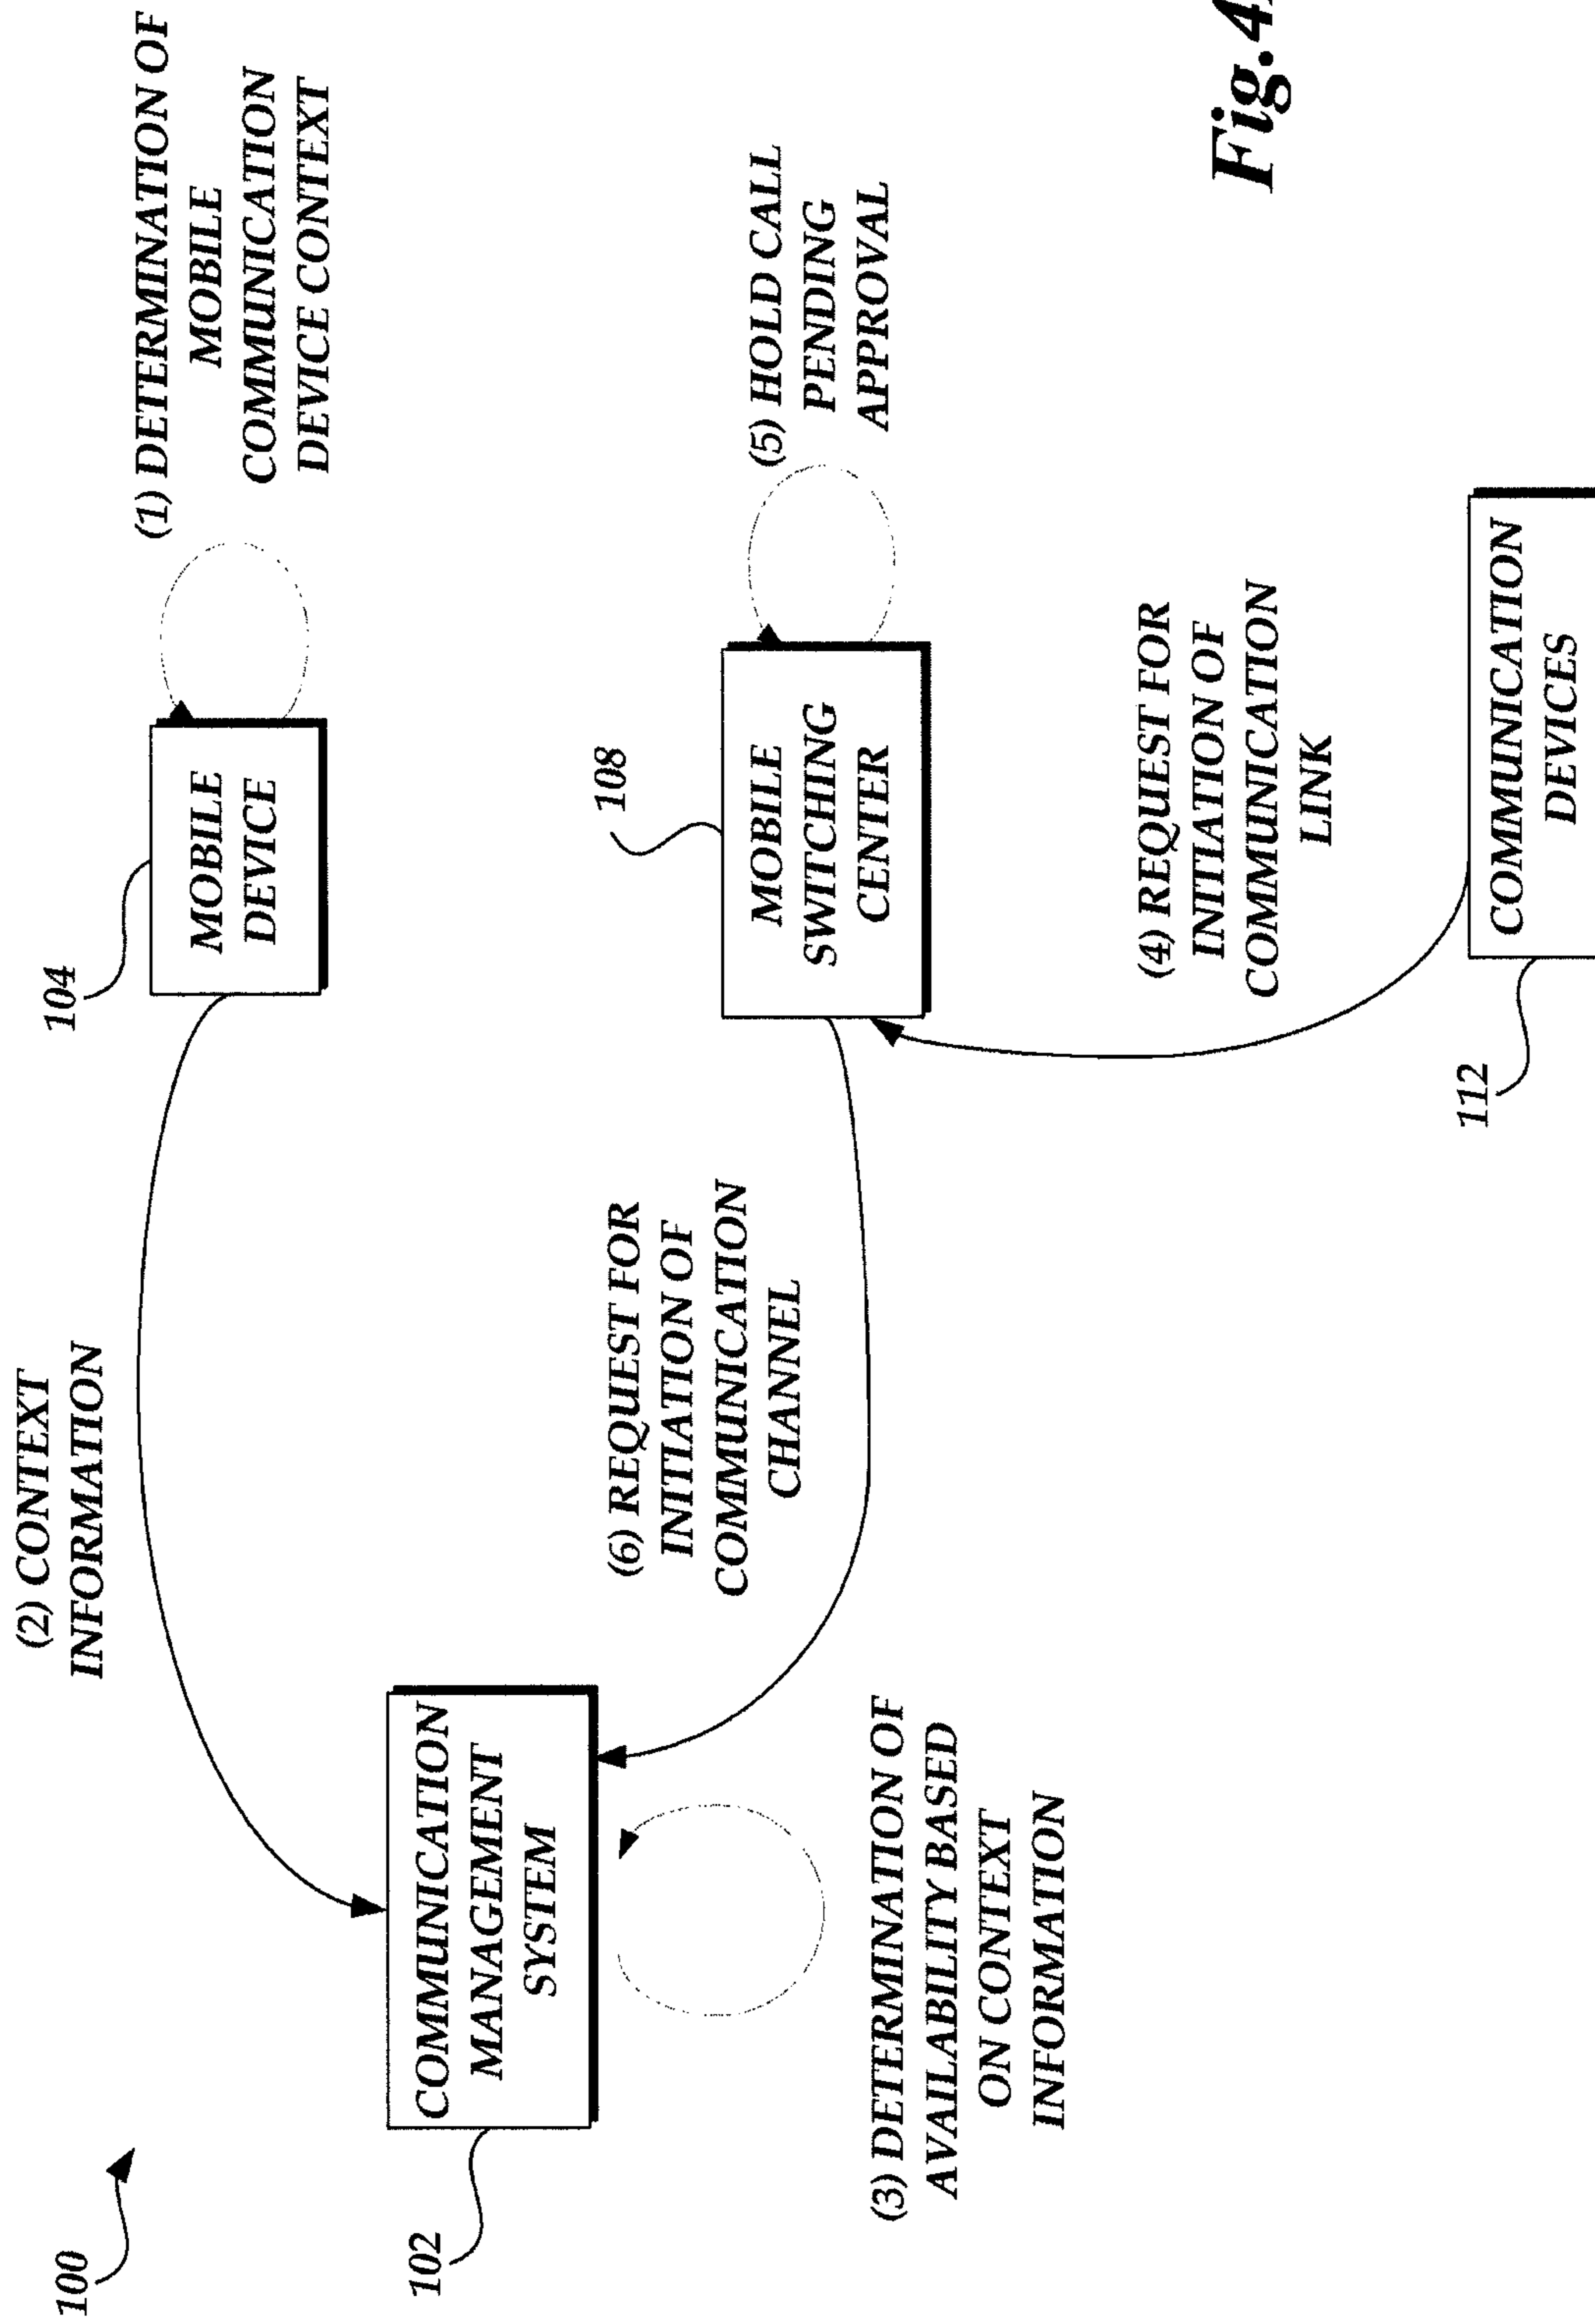 100
(2) CONTEXT
INFORMATION
104
(1) DETERMINATION OF
MOBILE
COMMUNICATION
DEVICE CONTEXT
MOBILE
DEVICE
102
COMMUNICATION
MANAGEMENT
SYSTEM
(6) REQUEST FOR
INITIATION OF
COMMUNICATION
CHANNEL
108
MOBILE
SWITCHING
CENTER
(5) HOLD CALL
PENDING
APPROVAL
(3) DETERMINATION OF
AVAILABILITY BASED
ON CONTEXT
INFORMATION
(4) REQUEST FOR
INITIATION OF
COMMUNICATION
LINK
112
COMMUNICATION
DEVICES
Fig.4